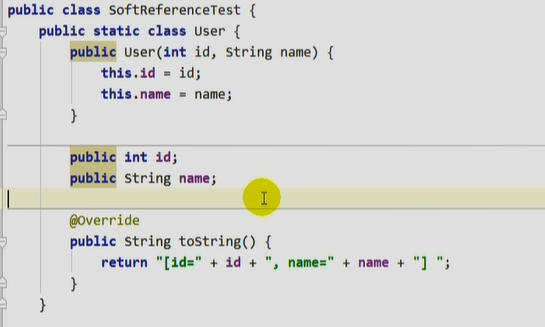 public class SoftReferenceTest {
public static class User {
public User(int id, String name) {
this.id = id;
this.name = name;
}
public int id;
public String name;
@Override
public String toString() {
return "[id=" + id + ", name=" + name + "] ";
}
}